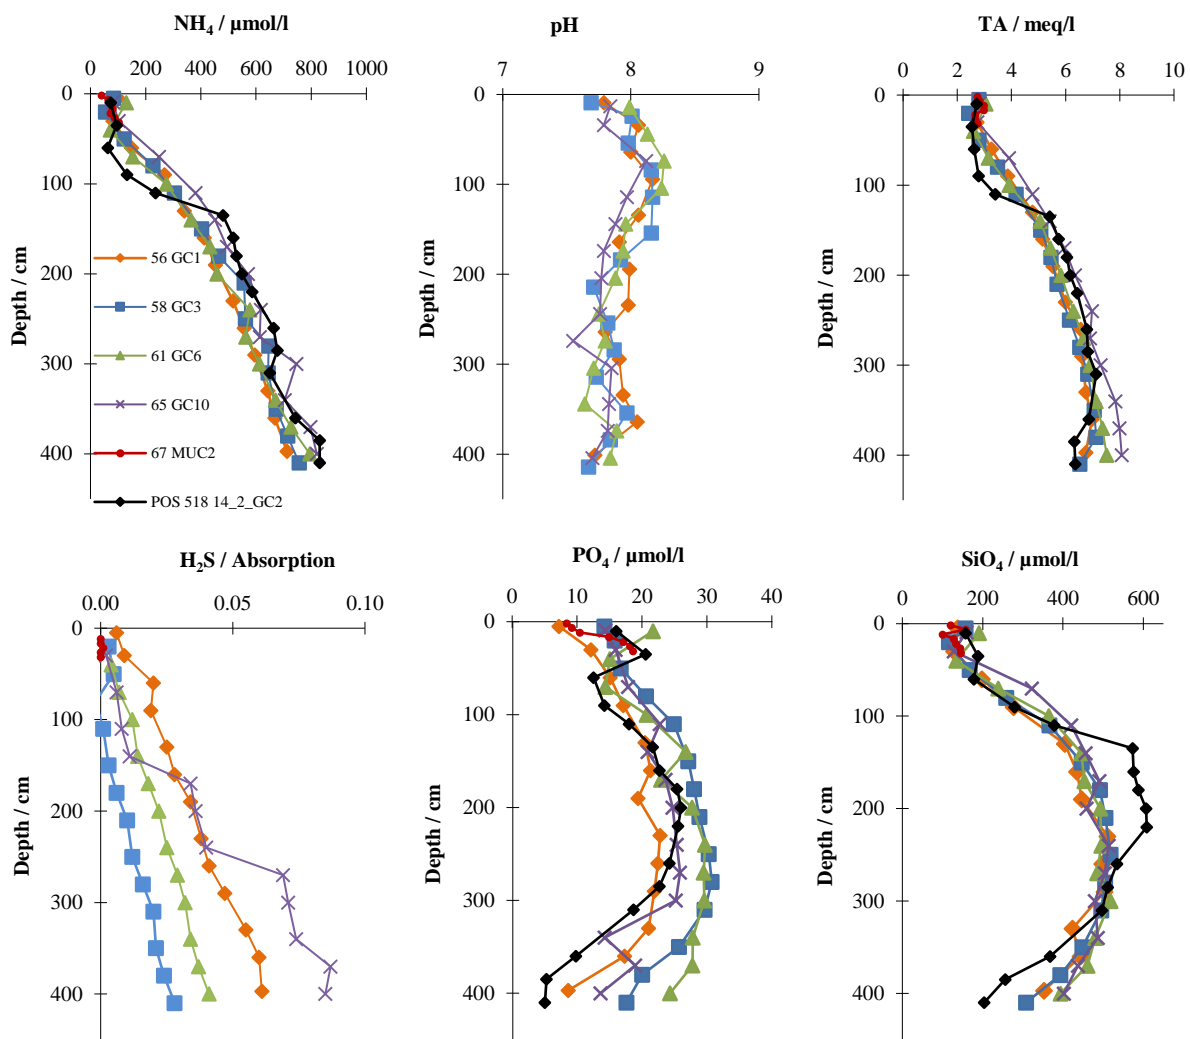 NH4 / µmol/l
pH
TA / meq/l
0 200 400 600 800 1000
7 8 9
0 2 4 6 8 10
0
100
200
300
400
Depth / cm
56 GC1
58 GC3
61 GC6
65 GC10
67 MUC2
POS 518 14_2_GC2
0
100
200
300
400
Depth / cm
0
100
200
300
400
Depth / cm
H2S / Absorption
PO4 / µmol/l
SiO4 / µmol/l
0.00 0.05 0.10
0 10 20 30 40
0 200 400 600
0
100
200
300
400
Depth / cm
0
100
200
300
400
Depth / cm
0
100
200
300
400
Depth / cm